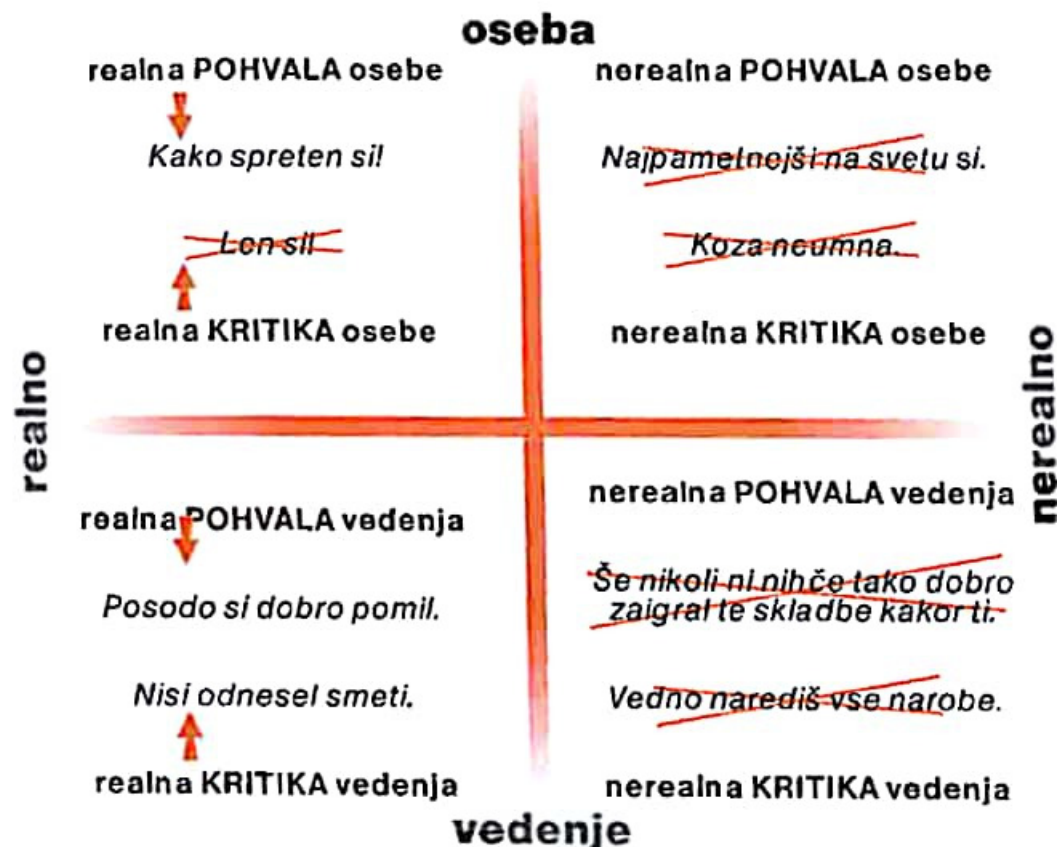 oseba
realna POHVALA osebe
nerealna POHVALA osebe
Kako spreten si!
Najpametnejši na svetu si.
Len si!
Koza neumna.
realna KRITIKA osebe
nerealna KRITIKA osebe
realno
nerealno
realna POHVALA vedenja
nerealna POHVALA vedenja
Posodo si dobro pomil.
Še nikoli ni nihče tako dobro
zaigral te skladbe kakor ti.
Nisi odnesel smeti.
Vedno narediš vse narobe.
realna KRITIKA vedenja
nerealna KRITIKA vedenja
vedenje